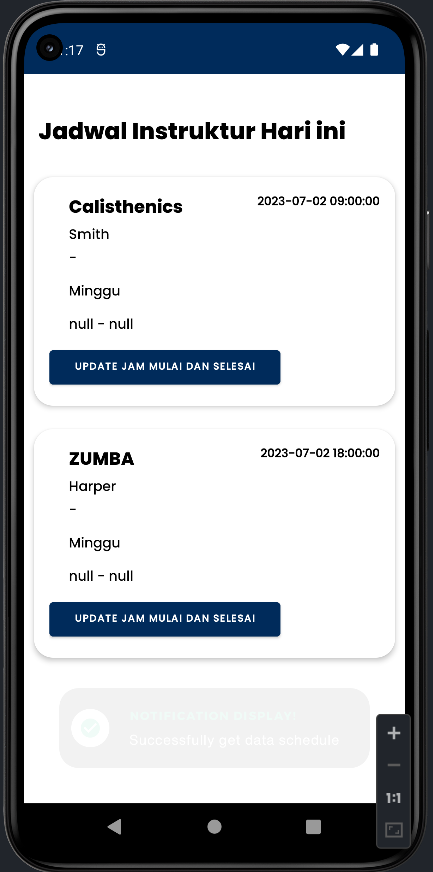 :17
Jadwal Instruktur Hari ini
Calisthenics
2023-07-02 09:00:00
Smith
-
Minggu
null - null
UPDATE JAM MULAI DAN SELESAI
ZUMBA
2023-07-02 18:00:00
Harper
-
Minggu
null - null
UPDATE JAM MULAI DAN SELESAI
NOTIFICATION DISPLAY!
Successfully get data schedule
1:1